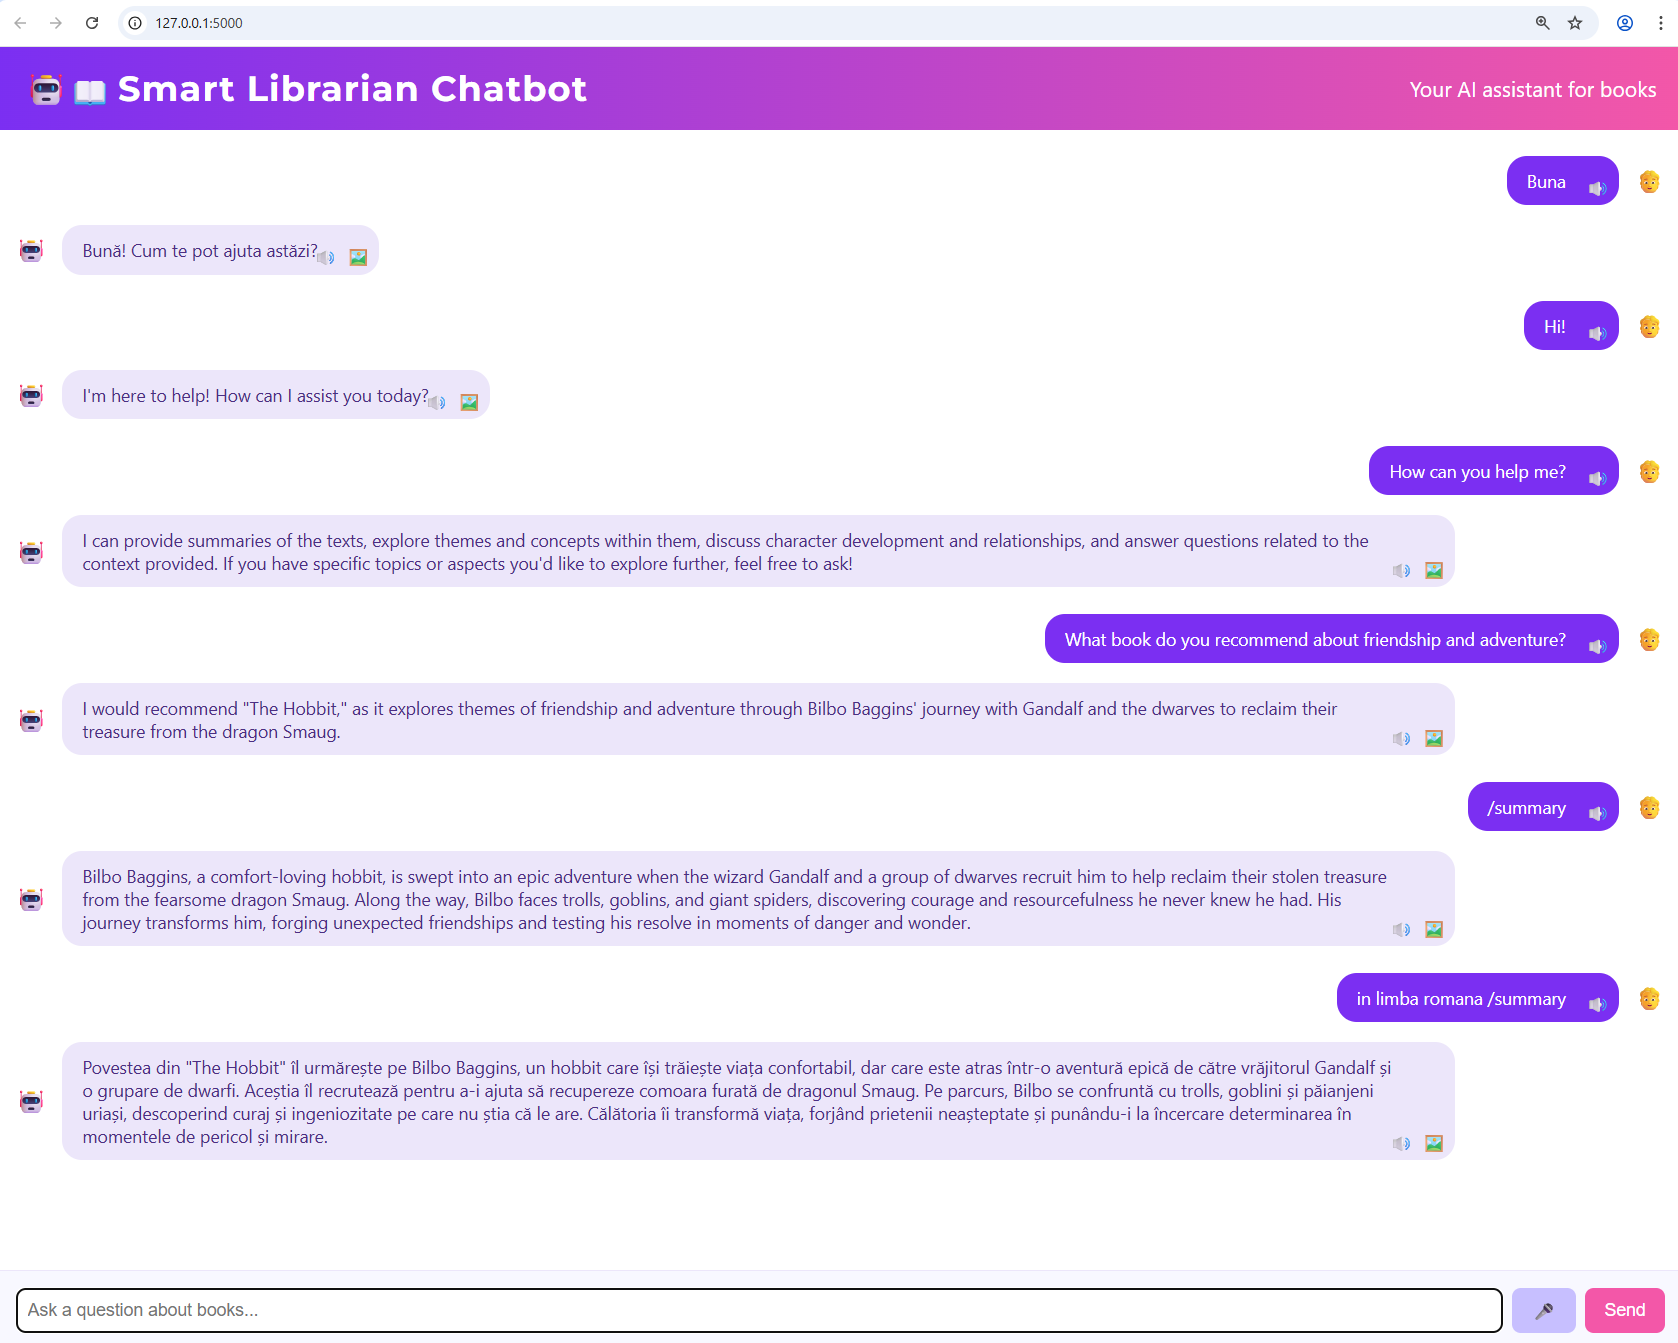 127.0.0.1:5000
Smart Librarian Chatbot
Your AI assistant for books
Buna
Bună! Cum te pot ajuta astăzi?
Hi!
I'm here to help! How can I assist you today?
How can you help me?
I can provide summaries of the texts, explore themes and concepts within them, discuss character development and relationships, and answer questions related to the
context provided. If you have specific topics or aspects you'd like to explore further, feel free to ask!
What book do you recommend about friendship and adventure?
I would recommend "The Hobbit," as it explores themes of friendship and adventure through Bilbo Baggins' journey with Gandalf and the dwarves to reclaim their
treasure from the dragon Smaug.
/summary
Bilbo Baggins, a comfort-loving hobbit, is swept into an epic adventure when the wizard Gandalf and a group of dwarves recruit him to help reclaim their stolen treasure
from the fearsome dragon Smaug. Along the way, Bilbo faces trolls, goblins, and giant spiders, discovering courage and resourcefulness he never knew he had. His
journey transforms him, forging unexpected friendships and testing his resolve in moments of danger and wonder.
in limba romana /summary
Povestea din "The Hobbit" îl urmărește pe Bilbo Baggins, un hobbit care își trăiește viața confortabil, dar care este atras într-o aventură epică de către vrăjitorul Gandalf și
o grupare de dwarfi. Aceștia îl recrutează pentru a-i ajuta să recupereze comoara furată de dragonul Smaug. Pe parcurs, Bilbo se confruntă cu trolls, goblini și păianjeni
uriași, descoperind curaj și ingeniozitate pe care nu știa că le are. Călătoria îi transformă viața, forjând prietenii neașteptate și punându-i la încercare determinarea în
momentele de pericol și mirare.
Ask a question about books...
Send